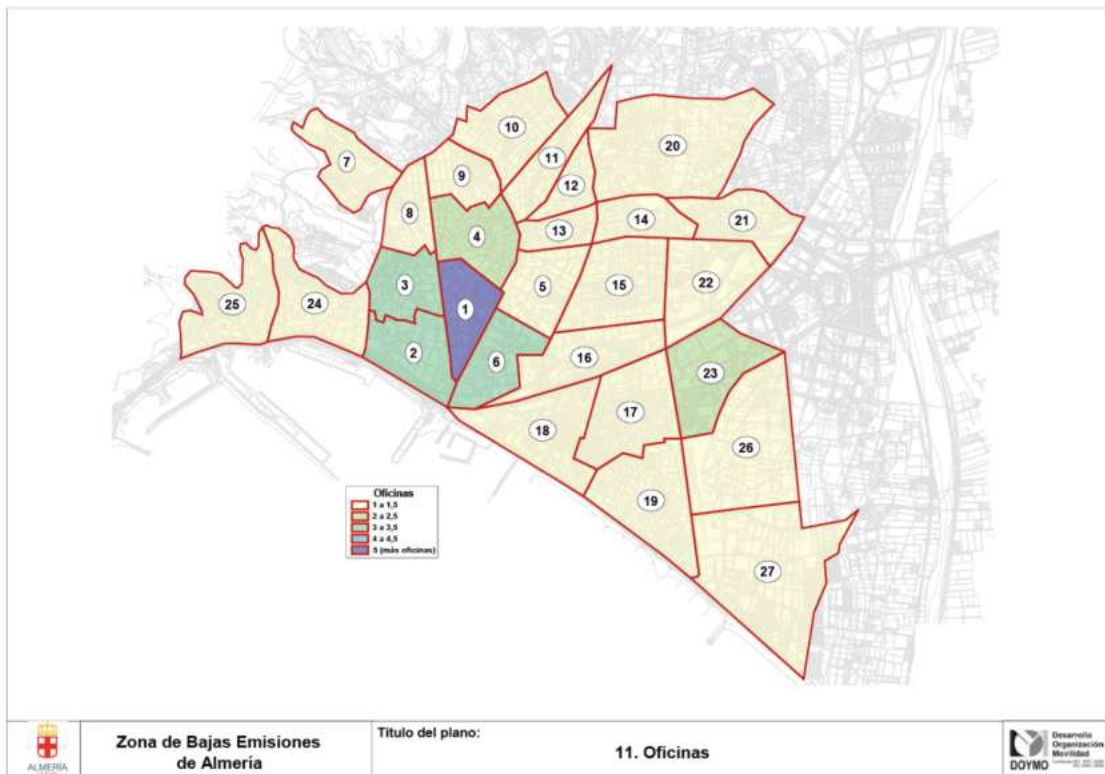 10
20
11
7
9
12
8
14
21
13
4
5
15
22
3
25
24
1
6
16
2
23
17
18
26
19
27
Oficinas
1 a 1,5
2 a 2,5
3 a 3,5
4 a 4,5
5 (más oficinas)
ALMERÍA
Zona de Bajas Emisiones
de Almería
Título del plano:
11. Oficinas
DOYMO
Desarrollo
Organización
Movilidad